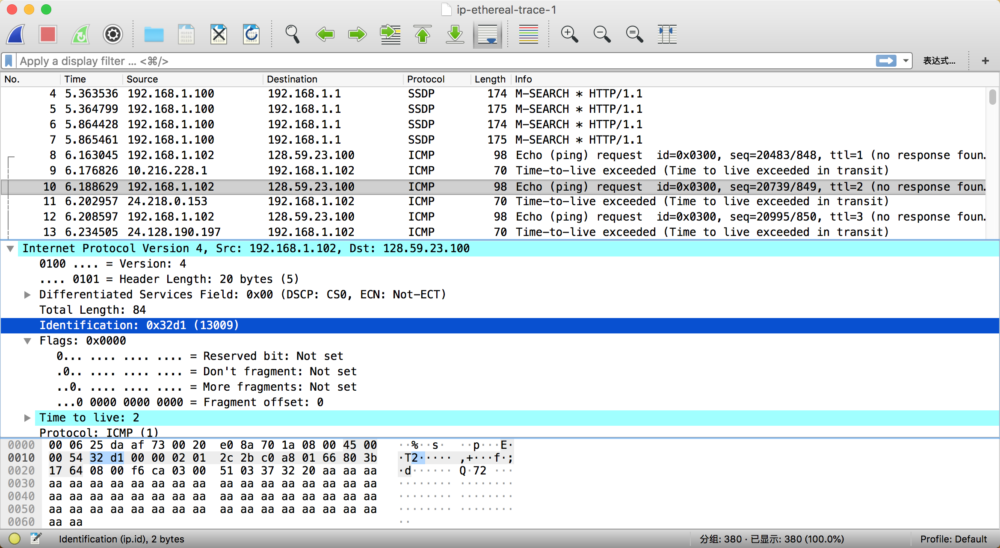 ip-ethereal-trace-1
Apply a display filter ... <⌘/>
表达式...
+
No. Time Source Destination Protocol Length Info
4 5.363536 192.168.1.100 192.168.1.1 SSDP 174 M-SEARCH * HTTP/1.1
5 5.364799 192.168.1.100 192.168.1.1 SSDP 175 M-SEARCH * HTTP/1.1
6 5.864428 192.168.1.100 192.168.1.1 SSDP 174 M-SEARCH * HTTP/1.1
7 5.865461 192.168.1.100 192.168.1.1 SSDP 175 M-SEARCH * HTTP/1.1
8 6.163045 192.168.1.102 128.59.23.100 ICMP 98 Echo (ping) request id=0x0300, seq=20483/848, ttl=1 (no response foun…
9 6.176826 10.216.228.1 192.168.1.102 ICMP 70 Time-to-live exceeded (Time to live exceeded in transit)
10 6.188629 192.168.1.102 128.59.23.100 ICMP 98 Echo (ping) request id=0x0300, seq=20739/849, ttl=2 (no response foun…
11 6.202957 24.218.0.153 192.168.1.102 ICMP 70 Time-to-live exceeded (Time to live exceeded in transit)
12 6.208597 192.168.1.102 128.59.23.100 ICMP 98 Echo (ping) request id=0x0300, seq=20995/850, ttl=3 (no response foun…
13 6.234505 24.128.190.197 192.168.1.102 ICMP 70 Time-to-live exceeded (Time to live exceeded in transit)
Internet Protocol Version 4, Src: 192.168.1.102, Dst: 128.59.23.100
0100 .... = Version: 4
.... 0101 = Header Length: 20 bytes (5)
Differentiated Services Field: 0x00 (DSCP: CS0, ECN: Not-ECT)
Total Length: 84
Identification: 0x32d1 (13009)
Flags: 0x0000
0... .... .... .... = Reserved bit: Not set
.0.. .... .... .... = Don't fragment: Not set
..0. .... .... .... = More fragments: Not set
...0 0000 0000 0000 = Fragment offset: 0
Time to live: 2
Protocol: ICMP (1)
0000 00 06 25 da af 73 00 20 e0 8a 70 1a 08 00 45 00 ··%··s· ··p···E·
0010 00 54 32 d1 00 00 02 01 2c 2b c0 a8 01 66 80 3b ·T2····· ,+···f·;
0020 17 64 08 00 f6 ca 03 00 51 03 37 32 20 aa aa aa ·d······ Q·72 ···
0030 aa aa aa aa aa aa aa aa aa aa aa aa aa aa aa aa ········ ········
0040 aa aa aa aa aa aa aa aa aa aa aa aa aa aa aa aa ········ ········
0050 aa aa aa aa aa aa aa aa aa aa aa aa aa aa aa aa ········ ········
0060 aa aa ··
Identification (ip.id), 2 bytes
分组: 380 · 已显示: 380 (100.0%)
Profile: Default